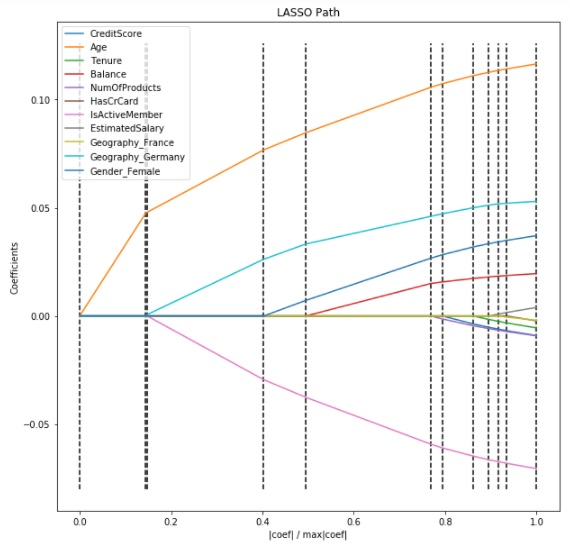 LASSO Path
CreditScore
Age
Tenure
Balance
NumOfProducts
HasCrCard
IsActiveMember
EstimatedSalary
Geography_France
Geography_Germany
Gender_Female
0.10
0.05
0.00
−0.05
Coefficients
0.0 0.2 0.4 0.6 0.8 1.0
|coef| / max|coef|